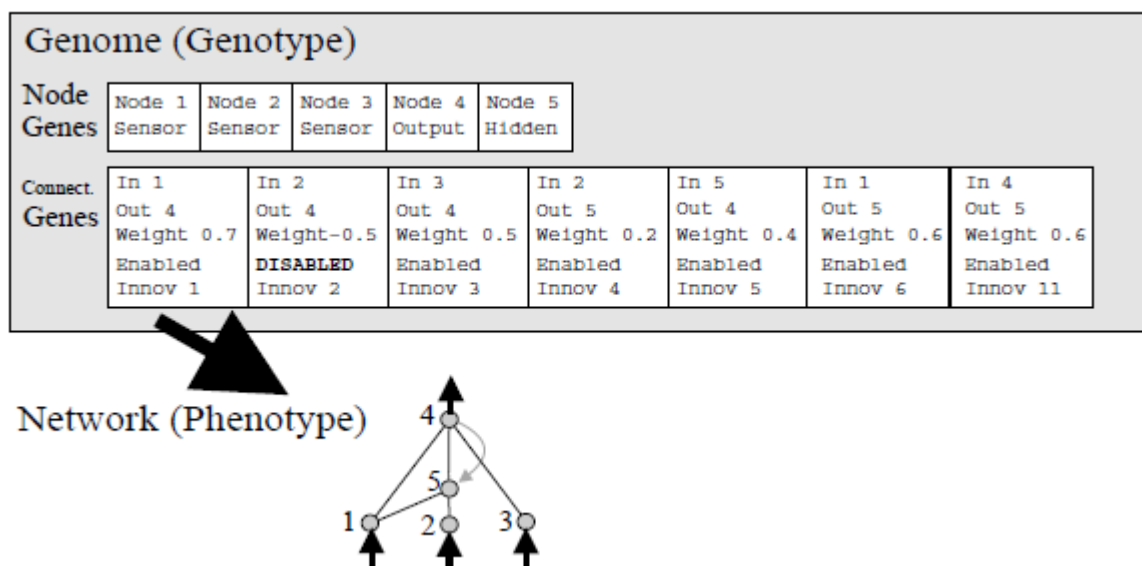 Genome (Genotype)
Node Genes
Node 1 Node 2 Node 3 Node 4 Node 5
Sensor Sensor Sensor Output Hidden
Connect. Genes
In 1 In 2 In 3 In 2 In 5 In 1 In 4
Out 4 Out 4 Out 4 Out 5 Out 4 Out 5 Out 5
Weight 0.7 Weight-0.5 Weight 0.5 Weight 0.2 Weight 0.4 Weight 0.6 Weight 0.6
Enabled DISABLED Enabled Enabled Enabled Enabled Enabled
Innov 1 Innov 2 Innov 3 Innov 4 Innov 5 Innov 6 Innov 11
Network (Phenotype)
4
5
1 2 3